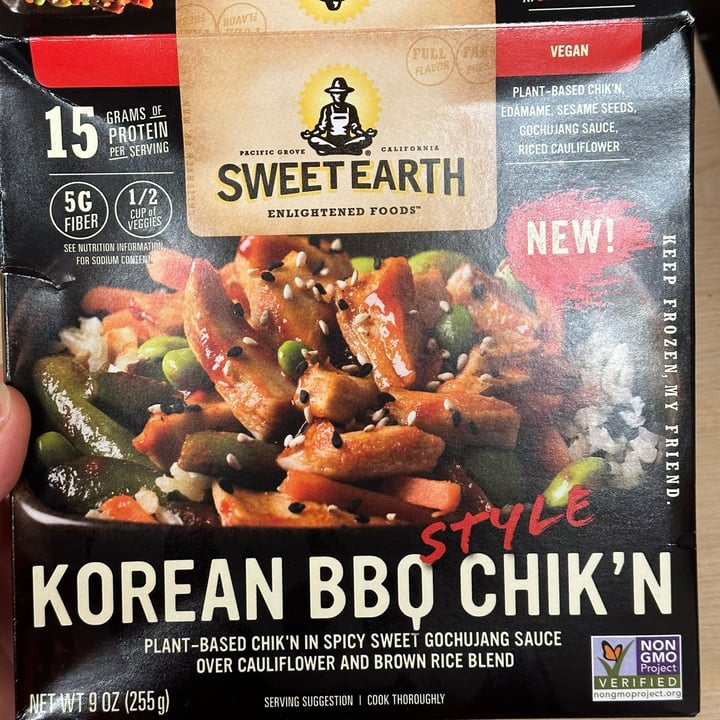 FULL
FLAVOR
VEGAN
15 GRAMS OF
PROTEIN
PER SERVING
5G
FIBER
1/2
CUP of
VEGGIES
SEE NUTRITION INFORMATION
FOR SODIUM CONTENT
PACIFIC GROVE CALIFORNIA
SWEET EARTH®
ENLIGHTENED FOODS™
PLANT-BASED CHIK'N,
EDAMAME, SESAME SEEDS,
GOCHUJANG SAUCE,
RICED CAULIFLOWER
NEW!
KEEP FROZEN, MY FRIEND.
STYLE
KOREAN BBQ CHIK'N
PLANT-BASED CHIK'N IN SPICY SWEET GOCHUJANG SAUCE
OVER CAULIFLOWER AND BROWN RICE BLEND
NET WT 9 OZ (255g)
SERVING SUGGESTION | COOK THOROUGHLY
NON
GMO
Project
VERIFIED
nongmoproject.org